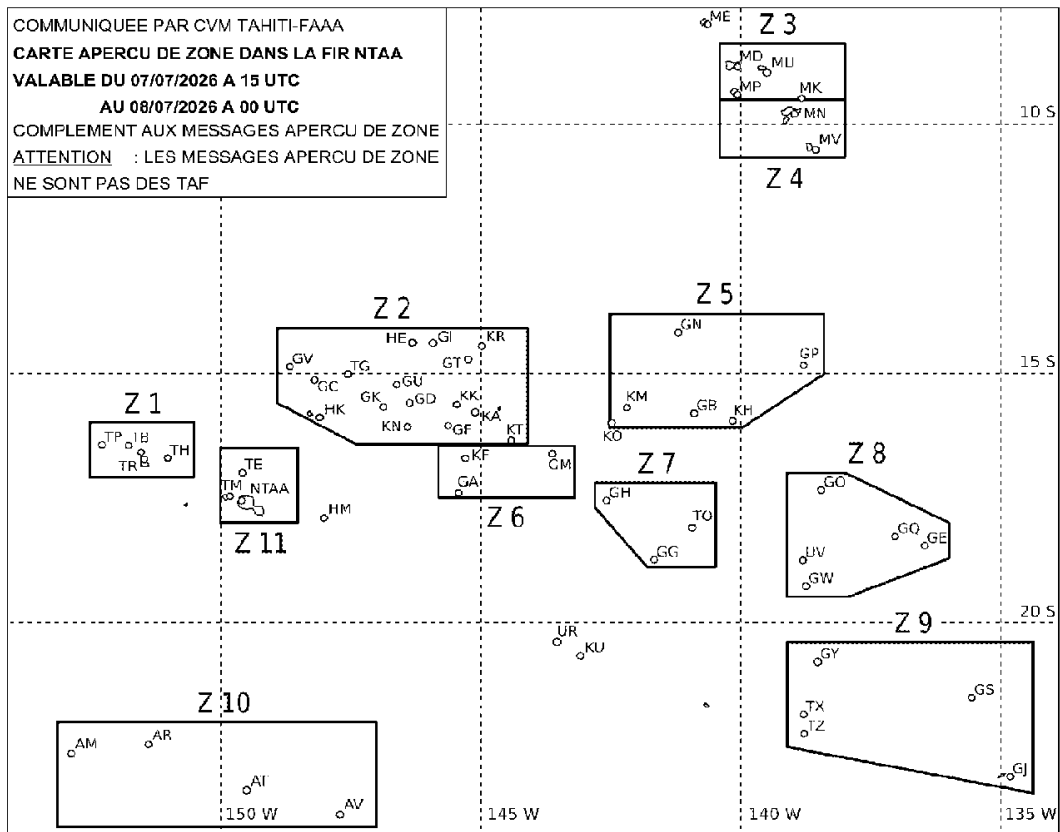 COMMUNIQUEE PAR CVM TAHITI-FAAA
CARTE APERCU DE ZONE DANS LA FIR NTAA
VALABLE DU 07/07/2026 A 15 UTC
AU 08/07/2026 A 00 UTC
COMPLEMENT AUX MESSAGES APERCU DE ZONE
ATTENTION : LES MESSAGES APERCU DE ZONE
NE SONT PAS DES TAF
ME
Z 3
MD
MU
MP
MK
MN
10 S
MV
Z 4
Z 2
Z 5
HE
GI
KR
GN
GT
GV
TG
GP
15 S
GC
GU
GK
GD
KK
KM
HK
KA
GB
KH
KN
GF
KT
KO
Z 1
TP
TB
TR
TH
TE
KF
GM
TM
NTAA
GA
Z 7
Z 8
GH
GO
HM
Z 6
TO
Z 11
GQ
GE
GG
UV
GW
20 S
UR
KU
Z 9
GY
GS
TX
TZ
GJ
Z 10
AM
AR
AT
AV
150 W
145 W
140 W
135 W